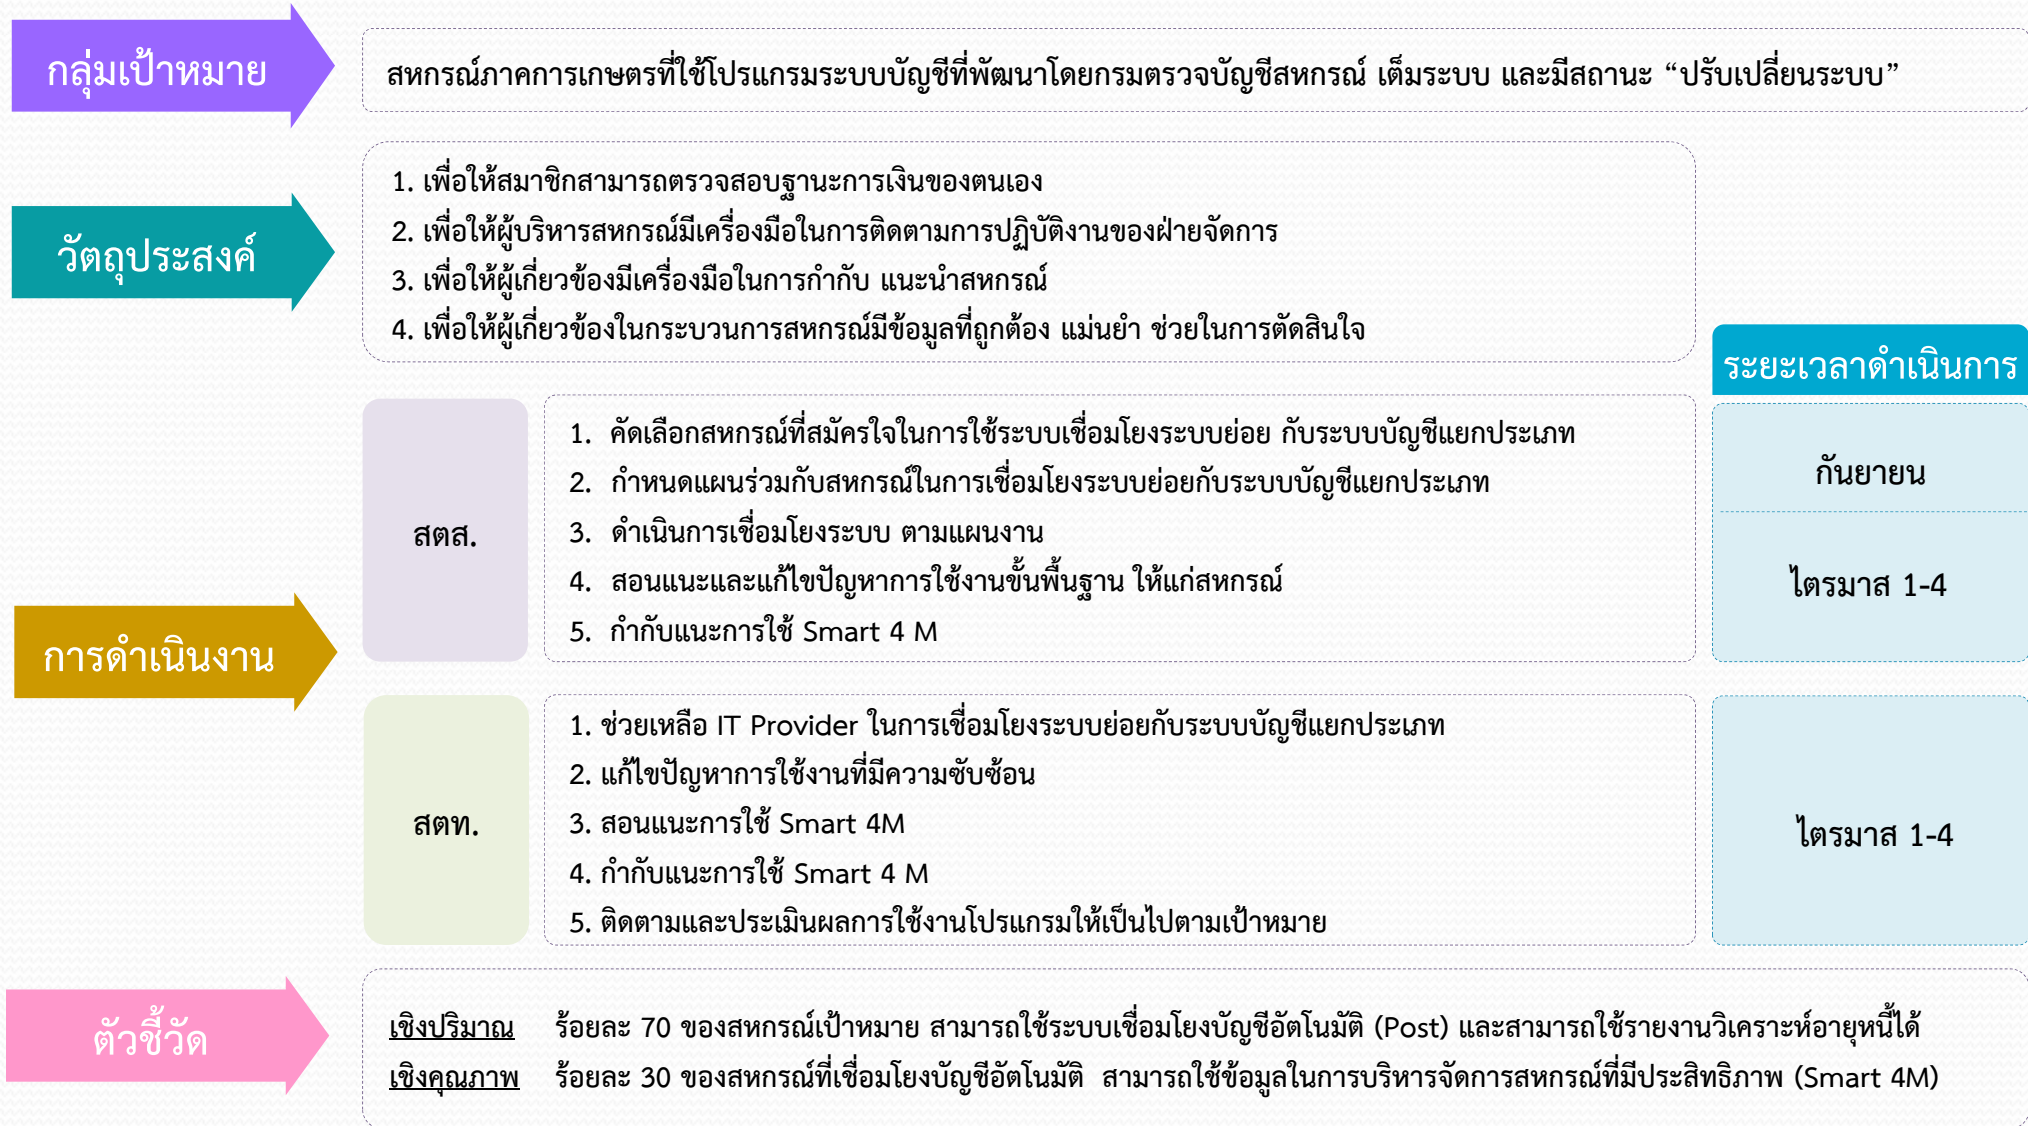 กลุ่มเป้าหมาย
สหกรณ์ภาคการเกษตรที่ใช้โปรแกรมระบบบัญชีที่พัฒนาโดยกรมตรวจบัญชีสหกรณ์ เต็มระบบ และมีสถานะ “ปรับเปลี่ยนระบบ”
วัตถุประสงค์
1. เพื่อให้สมาชิกสามารถตรวจสอบฐานะการเงินของตนเอง
2. เพื่อให้ผู้บริหารสหกรณ์มีเครื่องมือในการติดตามการปฏิบัติงานของฝ่ายจัดการ
3. เพื่อให้ผู้เกี่ยวข้องมีเครื่องมือในการกำกับ แนะนำสหกรณ์
4. เพื่อให้ผู้เกี่ยวข้องในกระบวนการสหกรณ์มีข้อมูลที่ถูกต้อง แม่นยำ ช่วยในการตัดสินใจ
ระยะเวลาดำเนินการ
การดำเนินงาน
สตส.
1. คัดเลือกสหกรณ์ที่สมัครใจในการใช้ระบบเชื่อมโยงระบบย่อย กับระบบบัญชีแยกประเภท
2. กำหนดแผนร่วมกับสหกรณ์ในการเชื่อมโยงระบบย่อยกับระบบบัญชีแยกประเภท
3. ดำเนินการเชื่อมโยงระบบ ตามแผนงาน
4. สอนแนะและแก้ไขปัญหาการใช้งานขั้นพื้นฐาน ให้แก่สหกรณ์
5. กำกับแนะการใช้ Smart 4 M
กันยายน
ไตรมาส 1-4
สตท.
1. ช่วยเหลือ IT Provider ในการเชื่อมโยงระบบย่อยกับระบบบัญชีแยกประเภท
2. แก้ไขปัญหาการใช้งานที่มีความซับซ้อน
3. สอนแนะการใช้ Smart 4M
4. กำกับแนะการใช้ Smart 4 M
5. ติดตามและประเมินผลการใช้งานโปรแกรมให้เป็นไปตามเป้าหมาย
ไตรมาส 1-4
ตัวชี้วัด
เชิงปริมาณ ร้อยละ 70 ของสหกรณ์เป้าหมาย สามารถใช้ระบบเชื่อมโยงบัญชีอัตโนมัติ (Post) และสามารถใช้รายงานวิเคราะห์อายุหนี้ได้
เชิงคุณภาพ ร้อยละ 30 ของสหกรณ์ที่เชื่อมโยงบัญชีอัตโนมัติ สามารถใช้ข้อมูลในการบริหารจัดการสหกรณ์ที่มีประสิทธิภาพ (Smart 4M)